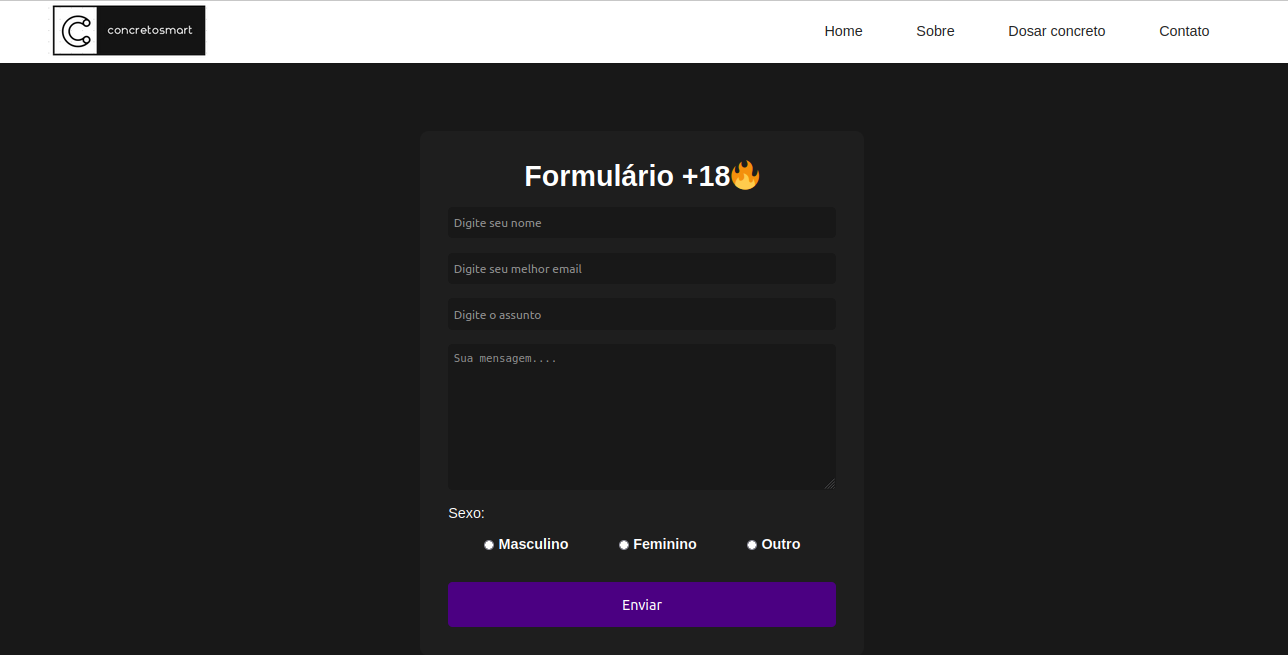 concretosmart
Home Sobre Dosar concreto Contato
Formulário +18🔥
Digite seu nome
Digite seu melhor email
Digite o assunto
Sua mensagem....
Sexo:
Masculino Feminino Outro
Enviar